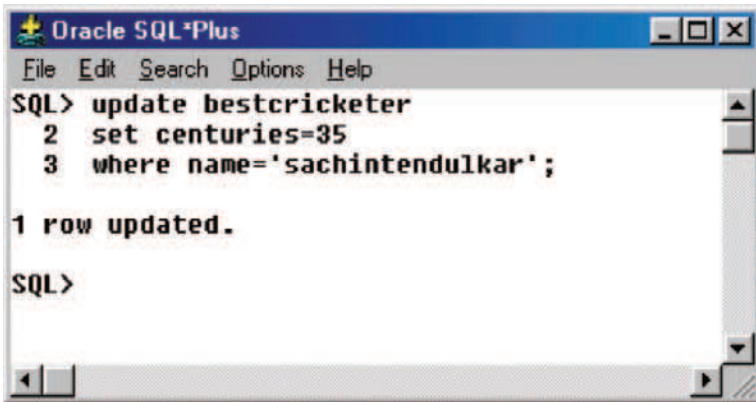 Oracle SQL*Plus
File Edit Search Options Help
SQL> update bestcricketer
2 set centuries=35
3 where name='sachintendulkar';
1 row updated.
SQL>